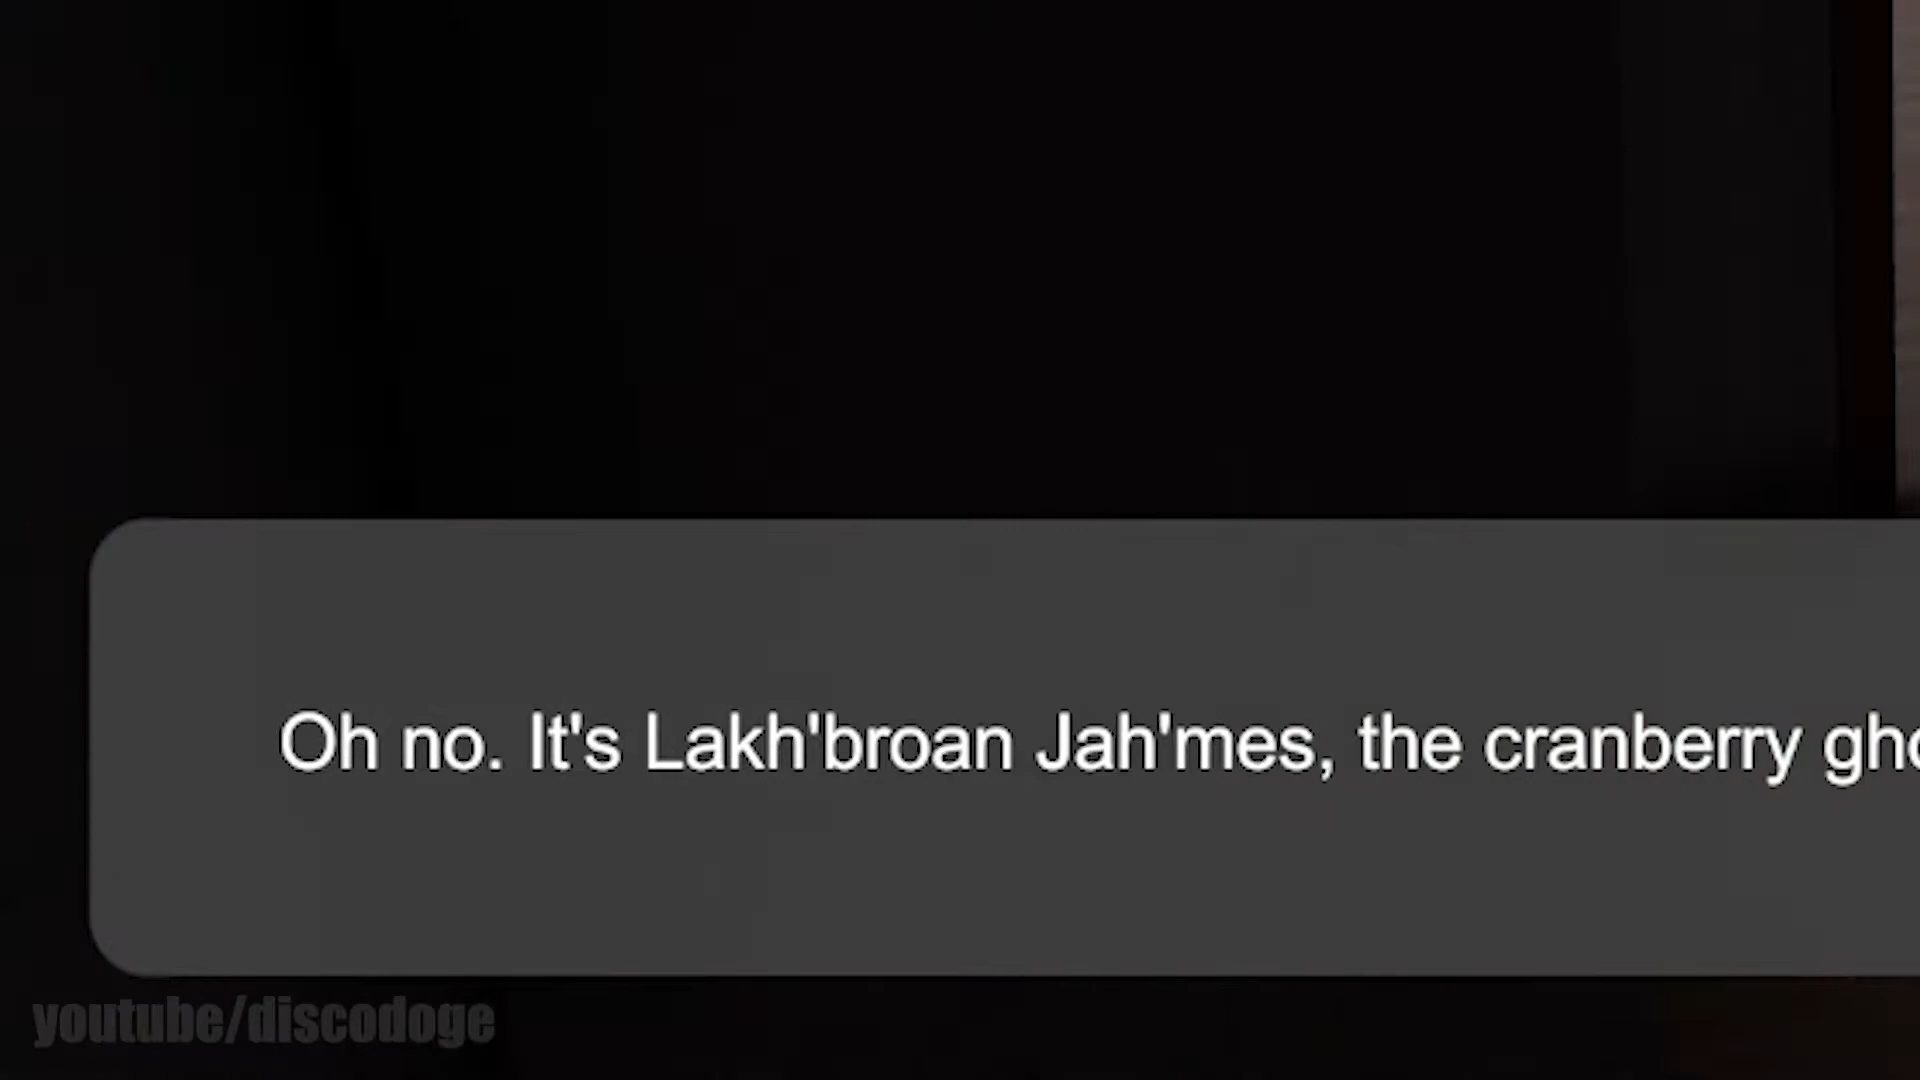 Oh no. It's Lakh'broan Jah'mes, the cranberry
youtube/discodoge